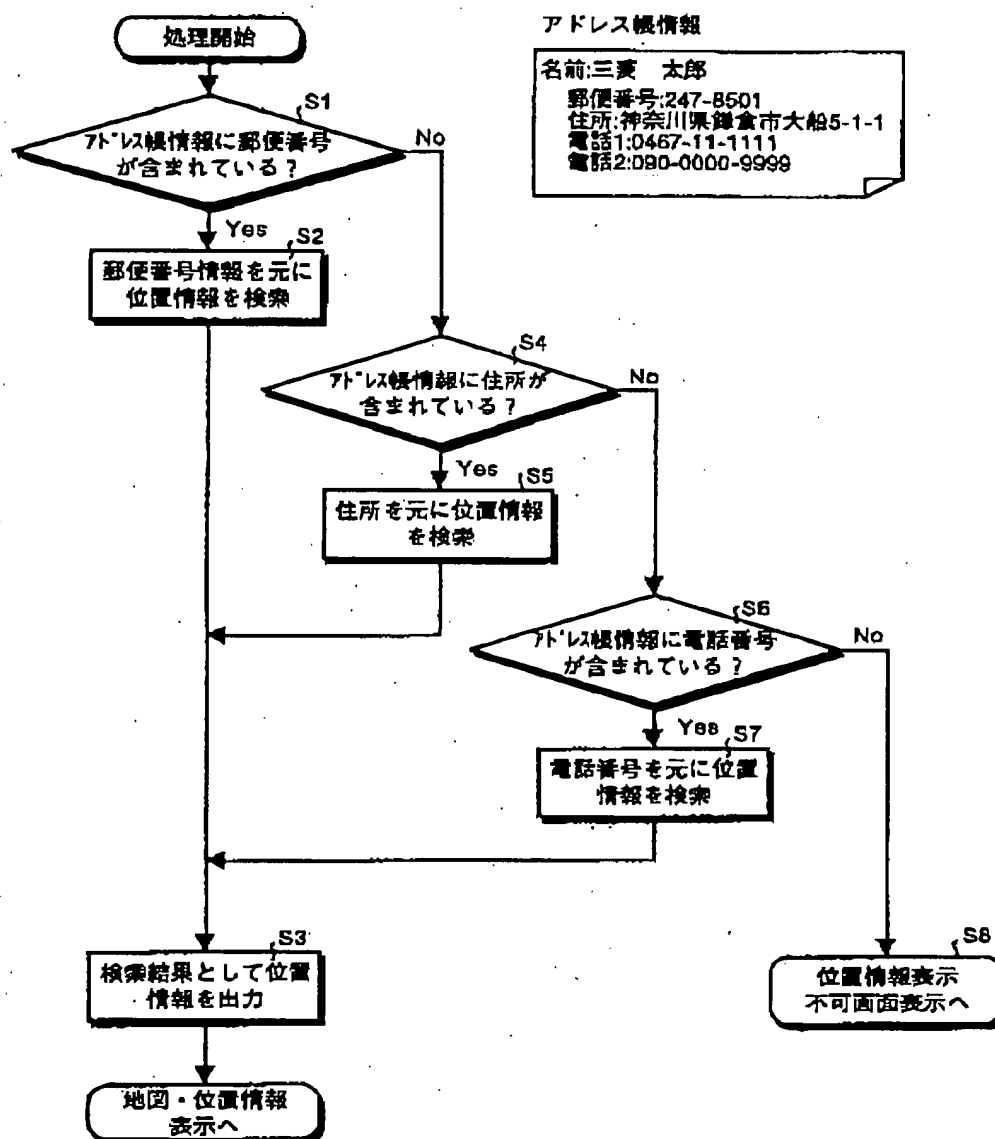 処理開始
アドレス帳情報
名前:三菱　太郎
郵便番号:247-8501
住所:神奈川県鎌倉市大船5-1-1
電話1:0467-11-1111
電話2:090-0000-9999
S1
アドレス帳情報に郵便番号
が含まれている？
No
Yes
S2
郵便番号情報を元に
位置情報を検索
S4
アドレス帳情報に住所が
含まれている？
No
Yes
S5
住所を元に位置情報
を検索
S6
アドレス帳情報に電話番号
が含まれている？
No
Yes
S7
電話番号を元に位置
情報を検索
S3
検索結果として位置
情報を出力
S8
位置情報表示
不可画面表示へ
地図・位置情報
表示へ